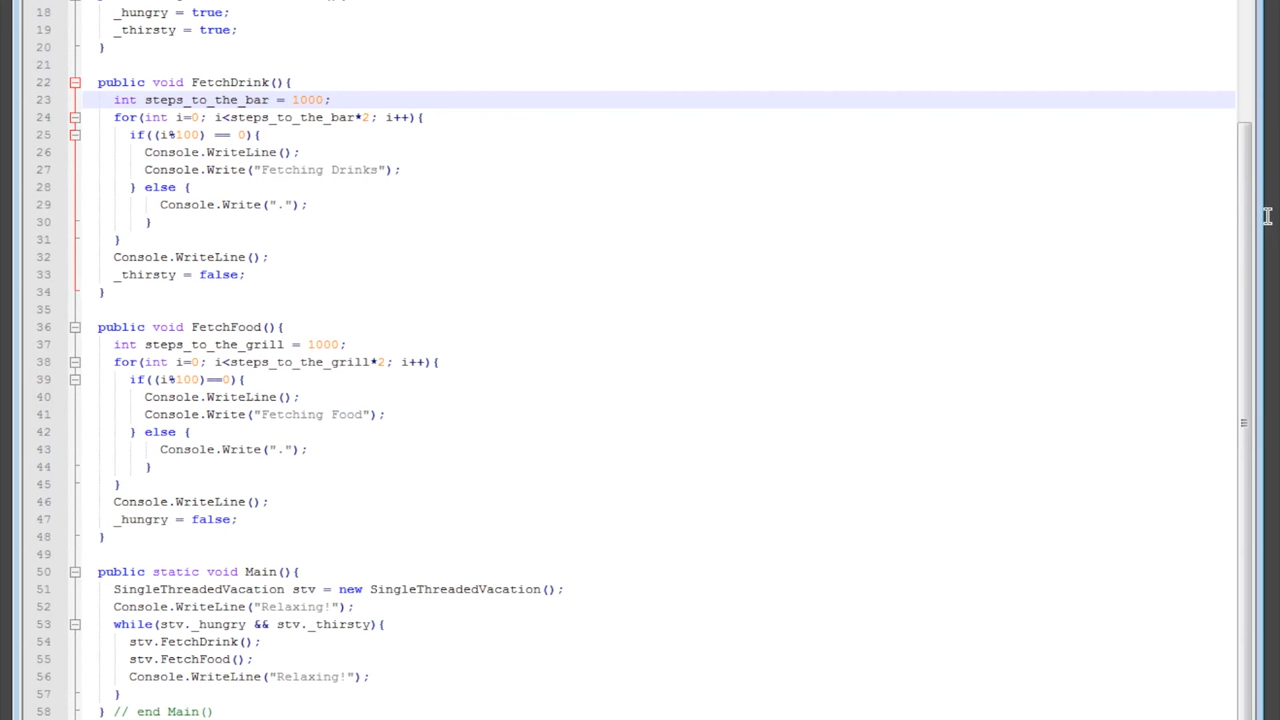 18 _hungry = true;
19 _thirsty = true;
20 }
21
22 public void FetchDrink(){
23 int steps_to_the_bar = 1000;
24 for(int i=0; i<steps_to_the_bar*2; i++){
25 if((i%100) == 0){
26 Console.WriteLine();
27 Console.Write("Fetching Drinks");
28 } else {
29 Console.Write(".");
30 }
31 }
32 Console.WriteLine();
33 _thirsty = false;
34 }
35
36 public void FetchFood(){
37 int steps_to_the_grill = 1000;
38 for(int i=0; i<steps_to_the_grill*2; i++){
39 if((i%100)==0){
40 Console.WriteLine();
41 Console.Write("Fetching Food");
42 } else {
43 Console.Write(".");
44 }
45 }
46 Console.WriteLine();
47 _hungry = false;
48 }
49
50 public static void Main(){
51 SingleThreadedVacation stv = new SingleThreadedVacation();
52 Console.WriteLine("Relaxing!");
53 while(stv._hungry && stv._thirsty){
54 stv.FetchDrink();
55 stv.FetchFood();
56 Console.WriteLine("Relaxing!");
57 }
58 } // end Main()